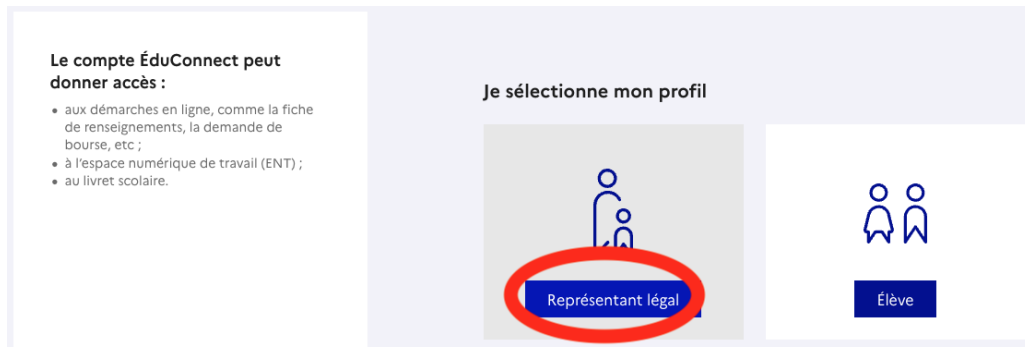 Le compte ÉduConnect peut
donner accès :
• aux démarches en ligne, comme la fiche
de renseignements, la demande de
bourse, etc ;
• à l'espace numérique de travail (ENT) ;
• au livret scolaire.
Je sélectionne mon profil
Représentant légal
Élève